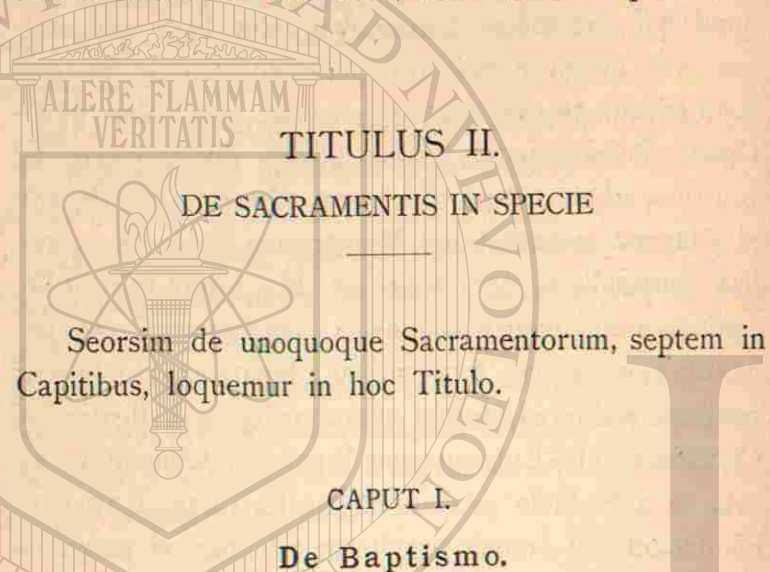 ALERE FLAMMAM
VERITATIS
TITULUS II.
DE SACRAMENTIS IN SPECIE
Seorsim de unoquoque Sacramentorum, septem in
Capitibus, loquemur in hoc Titulo.
CAPUT I.
De Baptismo.